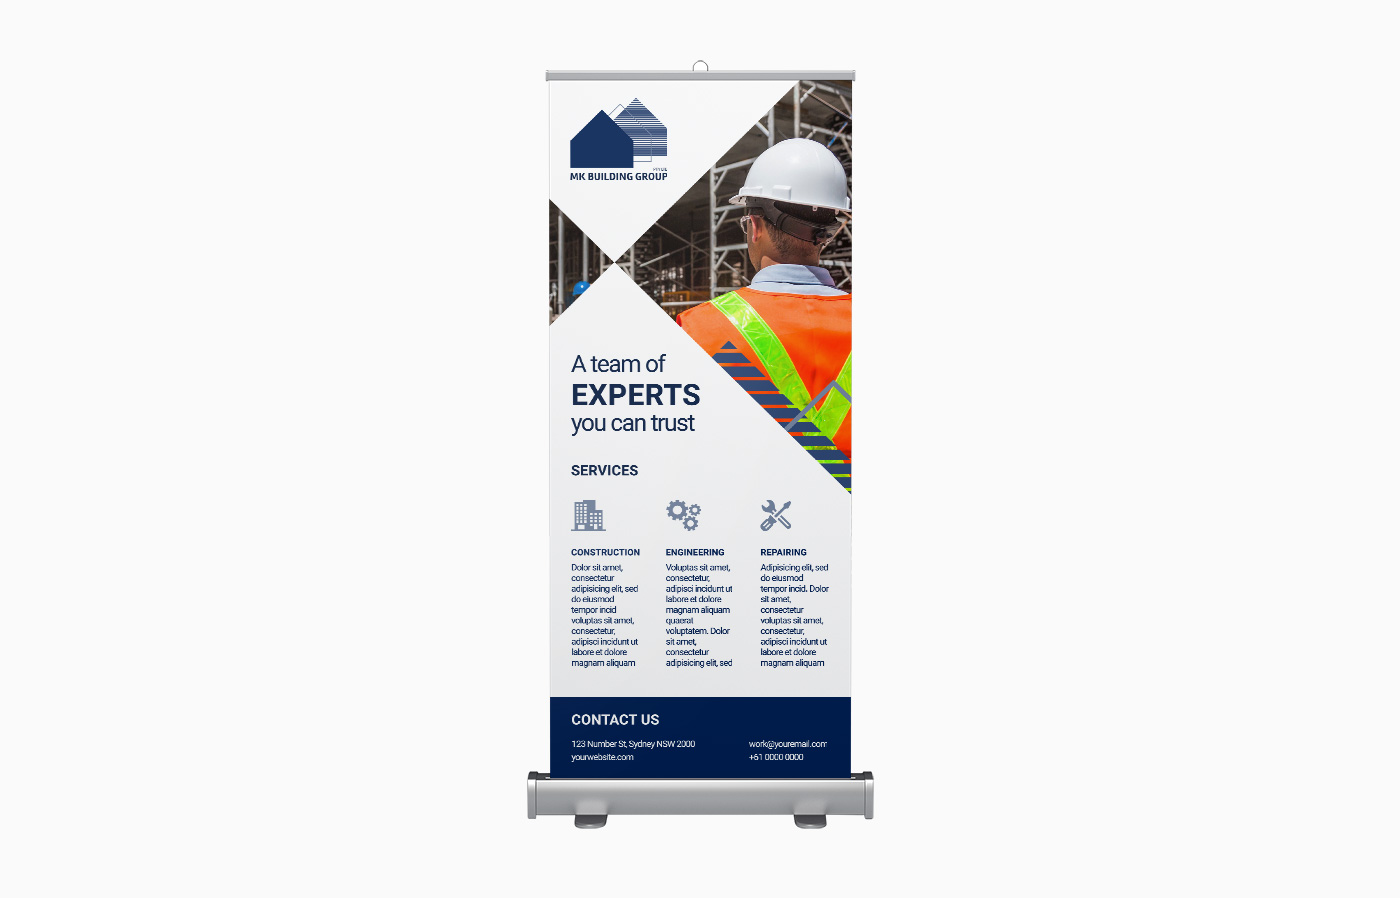 PTY LTD
MK BUILDING GROUP
A team of
EXPERTS
you can trust
SERVICES
CONSTRUCTION
Dolor sit amet,
consectetur
adipisicing elit, sed
do eiusmod
tempor incid
voluptas sit amet,
consectetur,
adipisci incidunt ut
labore et dolore
magnam aliquam
ENGINEERING
Voluptas sit amet,
consectetur,
adipisci incidunt ut
labore et dolore
magnam aliquam
quaerat
voluptatem. Dolor
sit amet,
consectetur
adipisicing elit, sed
REPAIRING
Adipisicing elit, sed
do eiusmod
tempor incid. Dolor
sit amet,
consectetur
voluptas sit amet,
consectetur,
adipisci incidunt ut
labore et dolore
magnam aliquam
CONTACT US
123 Number St, Sydney NSW 2000
yourwebsite.com
work@youremail.com
+61 0000 0000